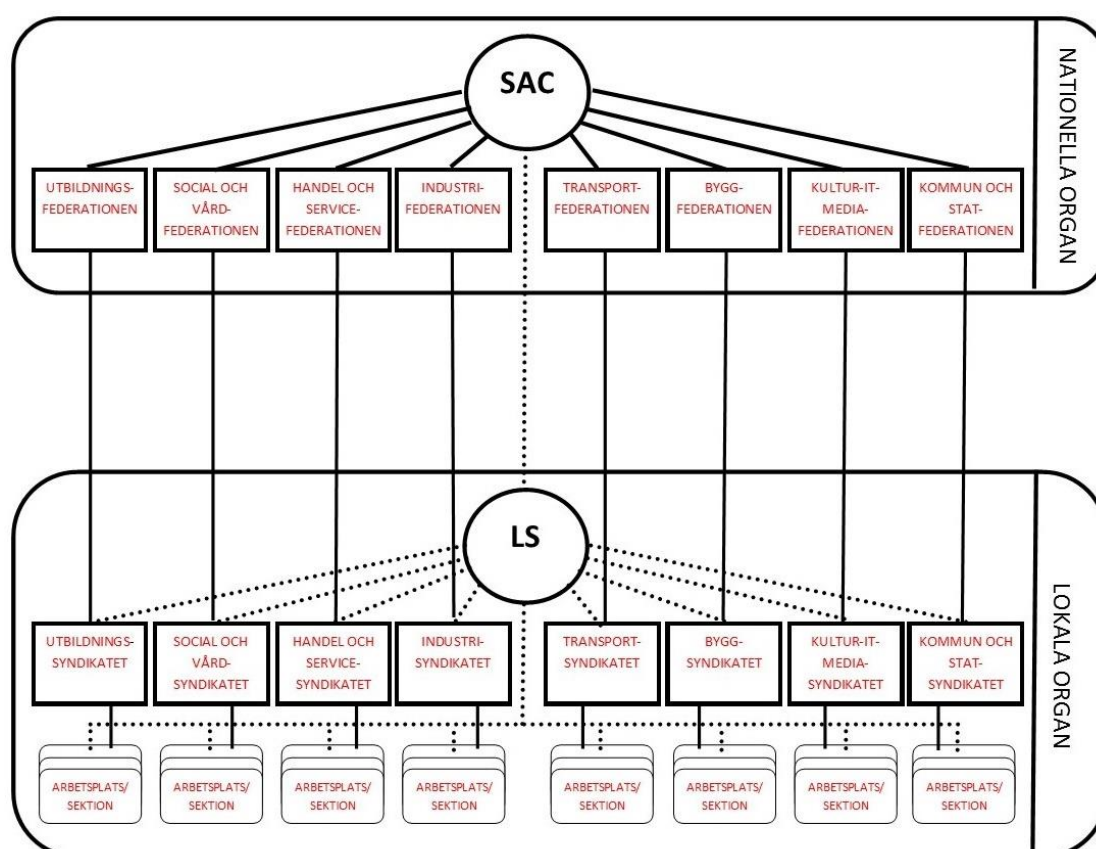 SAC
NATIONELLA ORGAN
UTBILDNINGS-
FEDERATIONEN
SOCIAL OCH
VÅRD-
FEDERATIONEN
HANDEL OCH
SERVICE-
FEDERATIONEN
INDUSTRI-
FEDERATIONEN
TRANSPORT-
FEDERATIONEN
BYGG-
FEDERATIONEN
KULTUR-IT-
MEDIA-
FEDERATIONEN
KOMMUN OCH
STAT-
FEDERATIONEN
LS
LOKALA ORGAN
UTBILDNINGS-
SYNDIKATET
SOCIAL OCH
VÅRD-
SYNDIKATET
HANDEL OCH
SERVICE-
SYNDIKATET
INDUSTRI-
SYNDIKATET
TRANSPORT-
SYNDIKATET
BYGG-
SYNDIKATET
KULTUR-IT-
MEDIA-
SYNDIKATET
KOMMUN OCH
STAT-
SYNDIKATET
ARBETSPLATS/
SEKTION
ARBETSPLATS/
SEKTION
ARBETSPLATS/
SEKTION
ARBETSPLATS/
SEKTION
ARBETSPLATS/
SEKTION
ARBETSPLATS/
SEKTION
ARBETSPLATS/
SEKTION
ARBETSPLATS/
SEKTION